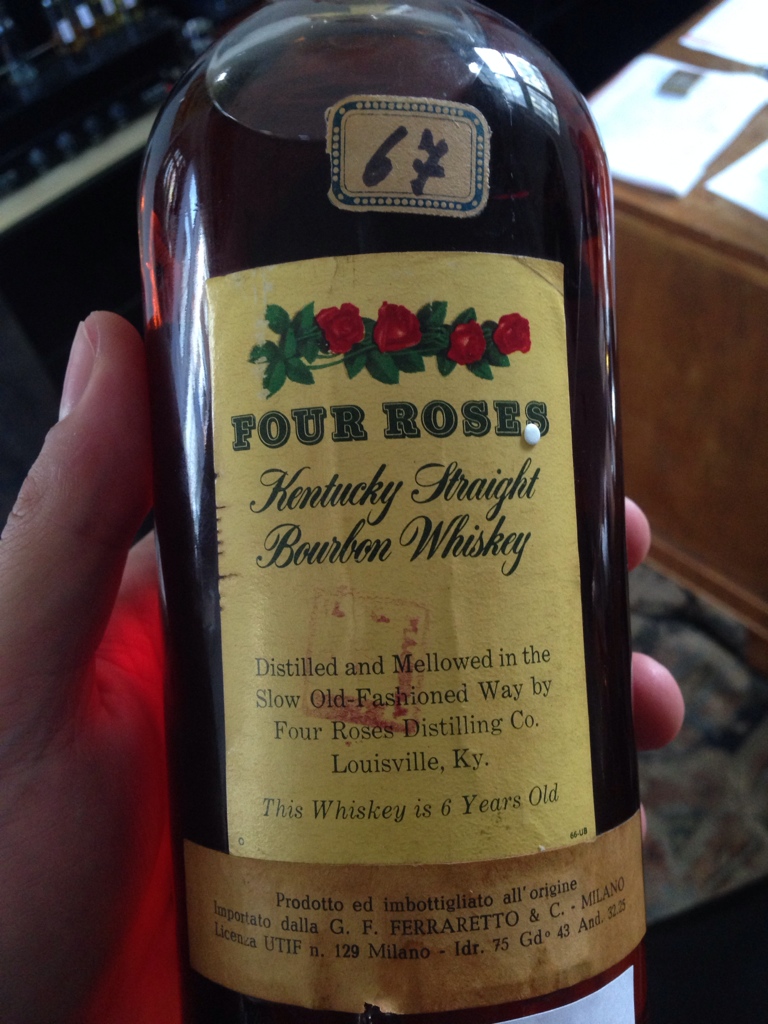 67
FOUR ROSES
Kentucky Straight
Bourbon Whiskey
Distilled and Mellowed in the
Slow Old-Fashioned Way by
Four Roses Distilling Co.
Louisville, Ky.
This Whiskey is 6 Years Old
O 66-UB
Prodotto ed imbottigliato all'origine
Importato dalla G. F. FERRARETTO & C. - MILANO
Licenza UTIF n. 129 Milano - Idr. 75 Gd° 43 And. 32.25